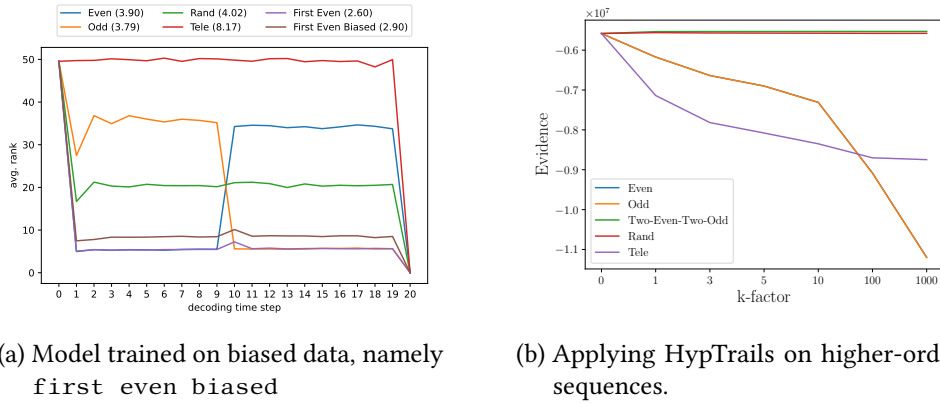 Even (3.90)
Rand (4.02)
First Even (2.60)
Odd (3.79)
Tele (8.17)
First Even Biased (2.90)
50
40
30
20
10
0
avg. rank
0 1 2 3 4 5 6 7 8 9 10 11 12 13 14 15 16 17 18 19 20
decoding time step
(a) Model trained on biased data, namely
first even biased
×10⁷
−0.6
−0.7
−0.8
−0.9
−1.0
−1.1
Evidence
Even
Odd
Two-Even-Two-Odd
Rand
Tele
0 1 3 5 10 100 1000
k-factor
(b) Applying HypTrails on higher-ord
sequences.